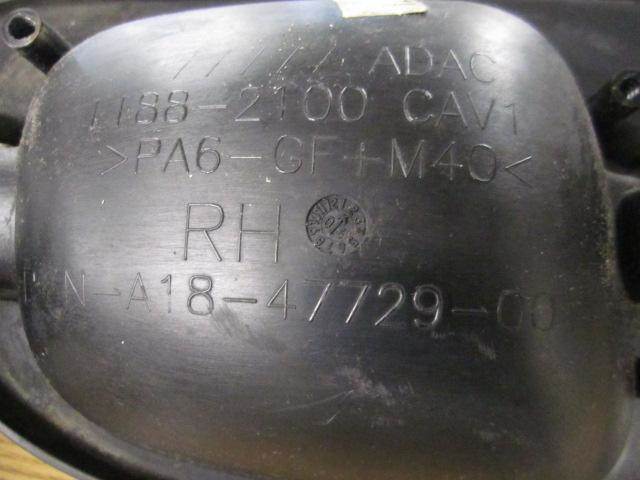 ADAC
1188-2100 CAV1
>PA6-GF+M40<
RH
P/N-A18-47729-00